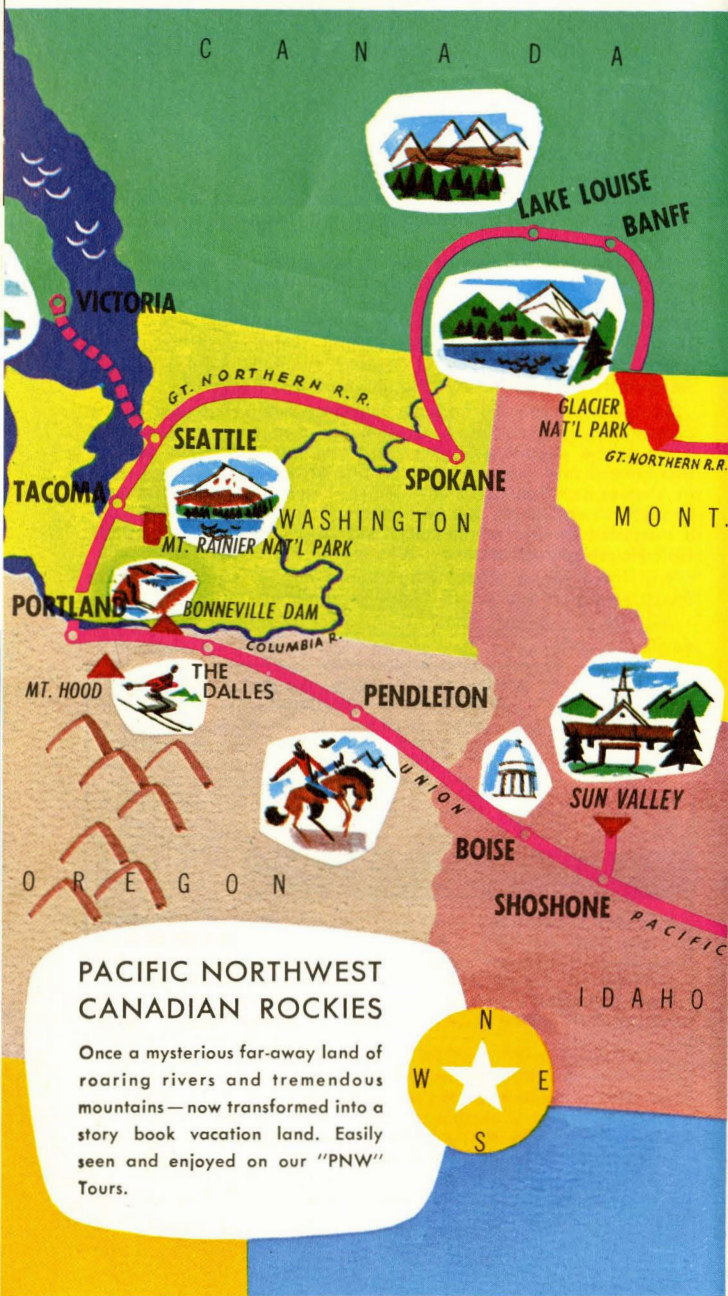 CANADA
LAKE LOUISE
BANFF
VICTORIA
GT. NORTHERN R.R.
GLACIER
NAT'L PARK
SEATTLE
GT. NORTHERN R.R.
SPOKANE
TACOMA
WASHINGTON
MONT.
MT. RAINIER NAT'L PARK
PORTLAND
BONNEVILLE DAM
COLUMBIA R.
MT. HOOD
THE
DALLES
PENDLETON
UNION
SUN VALLEY
BOISE
OREGON
SHOSHONE
PACIFIC
IDAHO
PACIFIC NORTHWEST
CANADIAN ROCKIES
Once a mysterious far-away land of
roaring rivers and tremendous
mountains — now transformed into a
story book vacation land. Easily
seen and enjoyed on our "PNW"
Tours.
N
W E
S